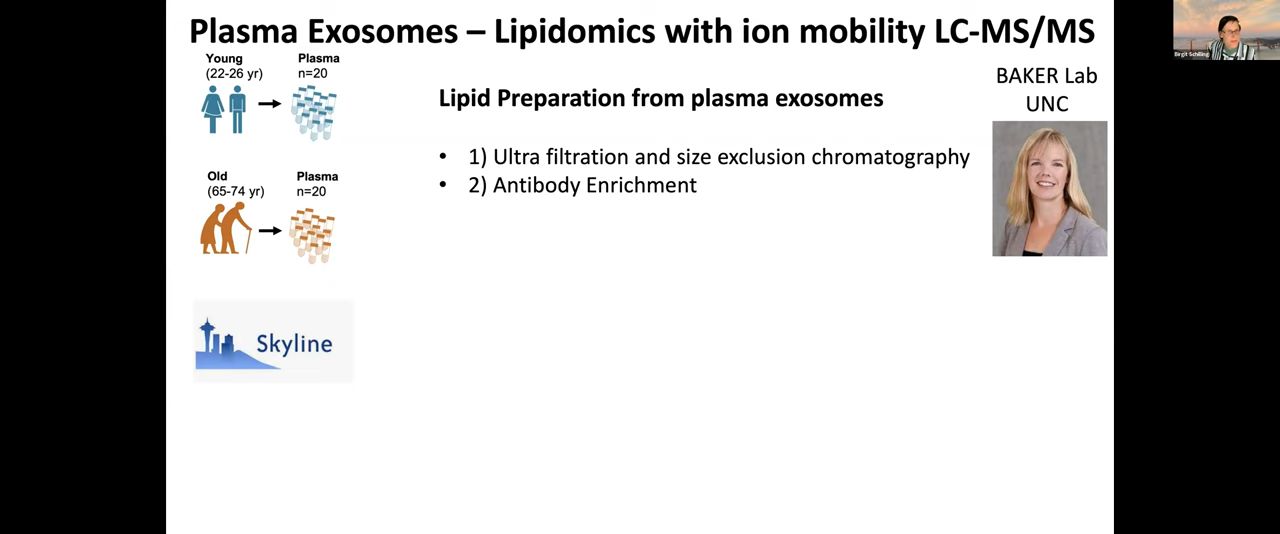 Plasma Exosomes – Lipidomics with ion mobility LC-MS/MS
Young
(22-26 yr)
Plasma
n=20
Old
(65-74 yr)
Plasma
n=20
Skyline
Lipid Preparation from plasma exosomes
• 1) Ultra filtration and size exclusion chromatography
• 2) Antibody Enrichment
BAKER Lab
UNC
Birgit Schilling